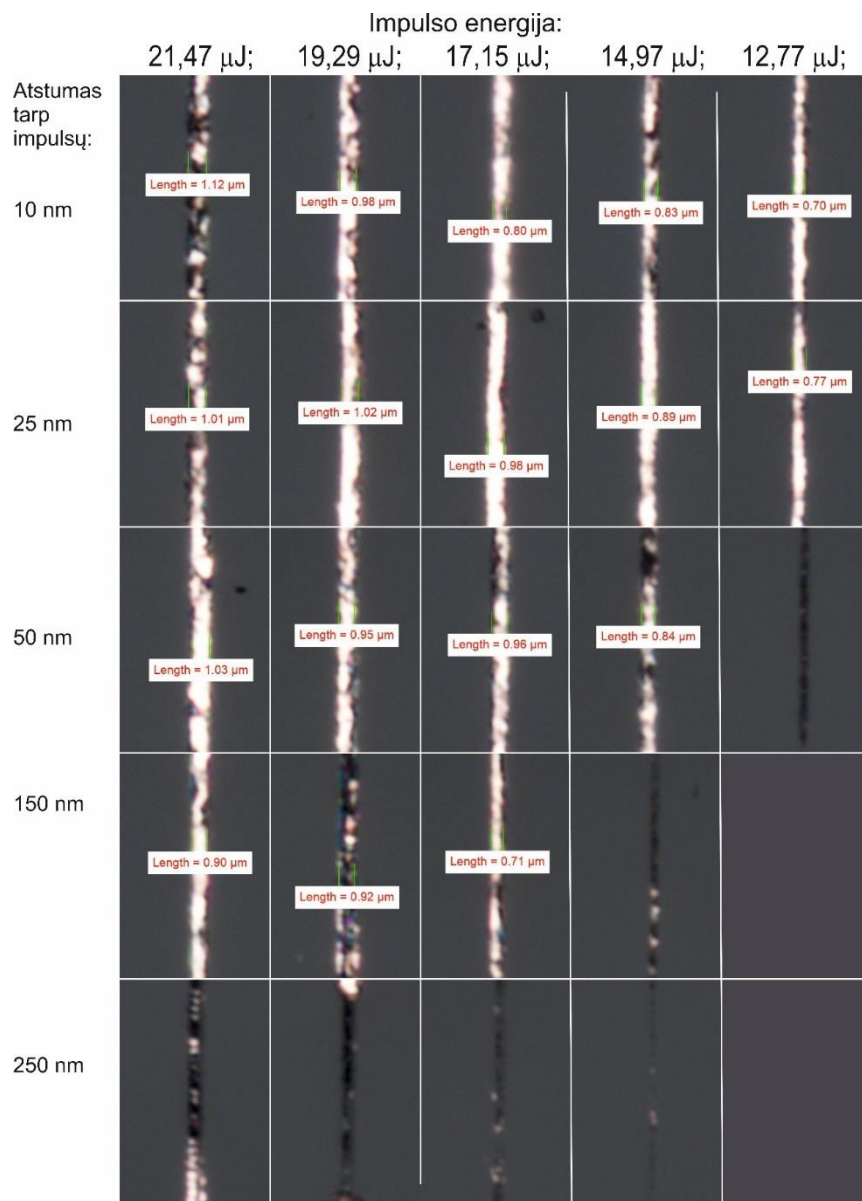 Impulso energija:
21,47 μJ; 19,29 μJ; 17,15 μJ; 14,97 μJ; 12,77 μJ;
Atstumas
tarp
impulsų:
10 nm
Length = 1.12 μm
Length = 0.98 μm
Length = 0.80 μm
Length = 0.83 μm
Length = 0.70 μm
25 nm
Length = 1.01 μm
Length = 1.02 μm
Length = 0.98 μm
Length = 0.89 μm
Length = 0.77 μm
50 nm
Length = 1.03 μm
Length = 0.95 μm
Length = 0.96 μm
Length = 0.84 μm
150 nm
Length = 0.90 μm
Length = 0.92 μm
Length = 0.71 μm
250 nm